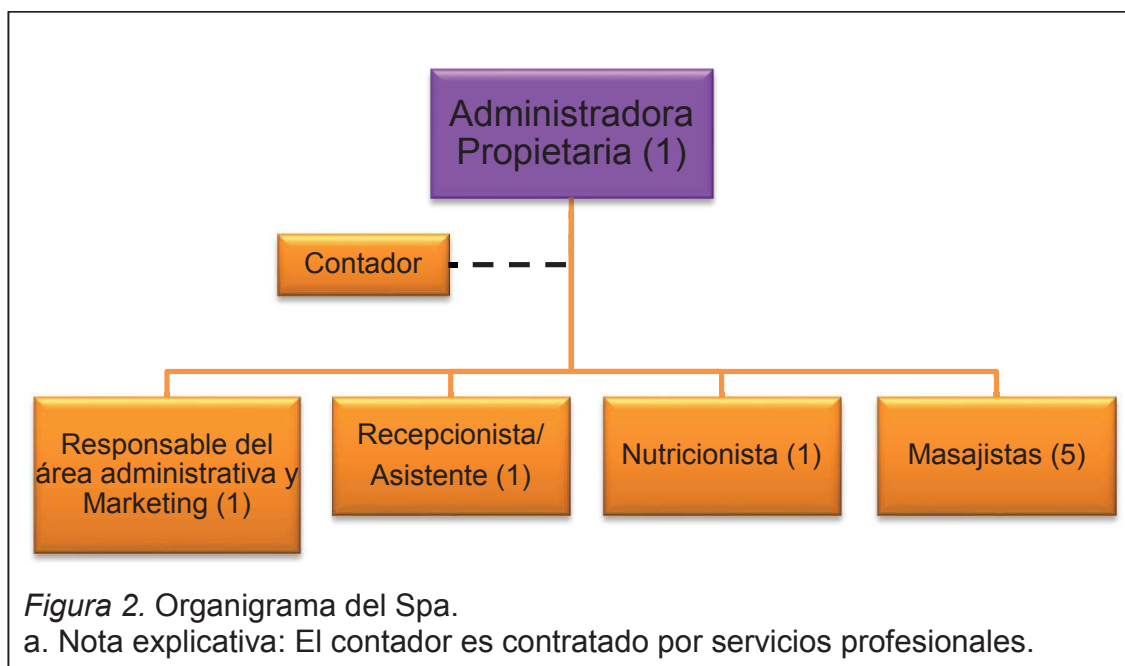 Administradora
Propietaria (1)
Contador
Responsable del
área administrativa y
Marketing (1)
Recepcionista/
Asistente (1)
Nutricionista (1)
Masajistas (5)
Figura 2. Organigrama del Spa.
a. Nota explicativa: El contador es contratado por servicios profesionales.